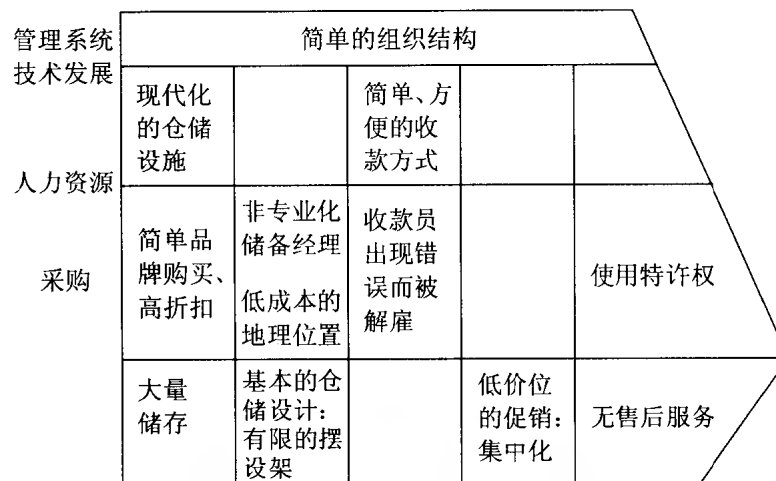 管理系统
简单的组织结构
技术发展
现代化
的仓储
设施
简单、方
便的收
款方式
人力资源
采购
简单品
牌购买、
高折扣
非专业化
储备经理
低成本的
地理位置
收款员
出现错
误而被
解雇
使用特许权
大量
储存
基本的仓
储设计:
有限的摆
设架
低价位
的促销:
集中化
无售后服务